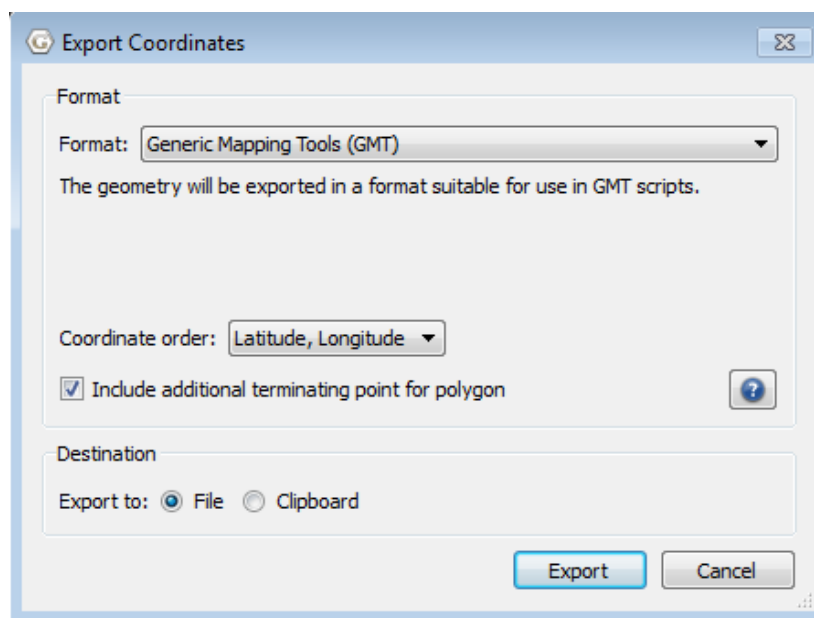 Export Coordinates
Format
Format: Generic Mapping Tools (GMT)
The geometry will be exported in a format suitable for use in GMT scripts.
Coordinate order: Latitude, Longitude
Include additional terminating point for polygon
Destination
Export to: File Clipboard
Export Cancel